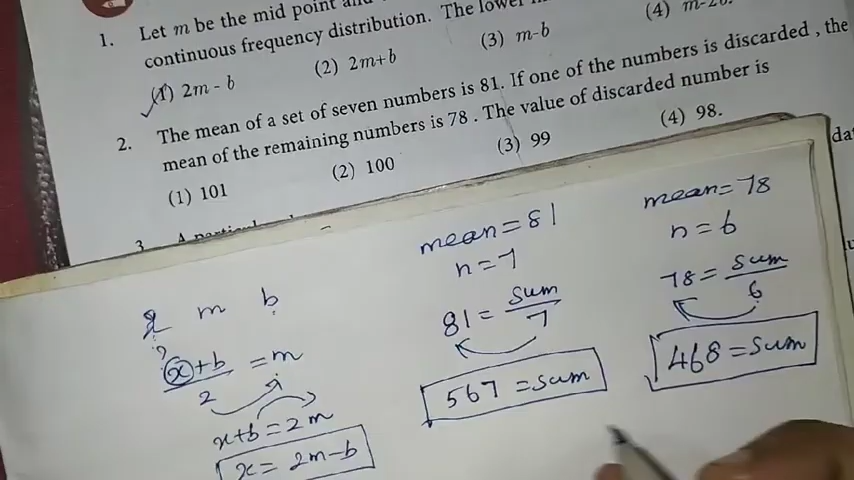 1. Let m be the mid point and
continuous frequency distribution. The lower
(1) 2m - b (2) 2m+b (3) m-b (4)
2. The mean of a set of seven numbers is 81. If one of the numbers is discarded , the
mean of the remaining numbers is 78 . The value of discarded number is
(1) 101 (2) 100 (3) 99 (4) 98.
3.
x m b
x+b
2
= m
x+b = 2m
x = 2m-b
mean = 81
n = 7
81 = sum
7
567 = sum
mean = 78
n = 6
78 = sum
6
468 = sum